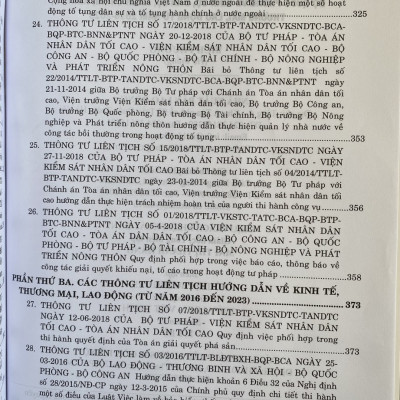 Cộng hòa xã hội chủ nghĩa Việt Nam ở nước ngoài để thực hiện một số hoạt
động tố tụng dân sự và tố tụng hành chính ở nước ngoài ................ 325
24. THÔNG TƯ LIÊN TỊCH SỐ 17/2018/TTLT-BTP-TANDTC-VKSNDTC-BCA-
BQP-BTC-BNN&PTNT NGÀY 20-12-2018 CỦA BỘ TƯ PHÁP - TÒA ÁN
NHÂN DÂN TỐI CAO - VIỆN KIỂM SÁT NHÂN DÂN TỐI CAO - BỘ
CÔNG AN - BỘ QUỐC PHÒNG - BỘ TÀI CHÍNH - BỘ NÔNG NGHIỆP
VÀ PHÁT TRIỂN NÔNG THÔN Bãi bỏ Thông tư liên tịch số
22/2014/TTLT-BTP-TANDTC-VKSNDTC-BCA-BQP-BTC-BNN&PTNT ngày
21-11-2014 giữa Bộ trưởng Bộ Tư pháp với Chánh án Tòa án nhân dân tối
cao, Viện trưởng Viện Kiểm sát nhân dân tối cao, Bộ trưởng Bộ Công an,
Bộ trưởng Bộ Quốc phòng, Bộ trưởng Bộ Tài chính, Bộ trưởng Bộ Nông
nghiệp và Phát triển nông thôn hướng dẫn thực hiện quản lý nhà nước về
công tác bồi thường trong hoạt động tố tụng ................ 353
25. THÔNG TƯ LIÊN TỊCH SỐ 15/2018/TTLT-BTP-TANDTC-VKSNDTC NGÀY
27-11-2018 CỦA BỘ TƯ PHÁP - TÒA ÁN NHÂN DÂN TỐI CAO - VIỆN
KIỂM SÁT NHÂN DÂN TỐI CAO Bãi bỏ Thông tư liên tịch số 04/2014/TTLT-
BTP-TANDTC-VKSNDTC ngày 23-01-2014 giữa Bộ trưởng Bộ Tư pháp với
Chánh án Tòa án nhân dân tối cao, Viện trưởng Viện Kiểm sát nhân dân tối
cao hướng dẫn thực hiện trách nhiệm hoàn trả của người thi hành công vụ ................ 356
26. THÔNG TƯ LIÊN TỊCH SỐ 01/2018/TTLT-VKSTC-TATC-BCA-BQP-BTP-
BTC-BNN&PTNT NGÀY 05-4-2018 CỦA VIỆN KIỂM SÁT NHÂN DÂN
TỐI CAO - TÒA ÁN DÂN DÂN TỐI CAO - BỘ CÔNG AN - BỘ QUỐC
PHÒNG - BỘ TƯ PHÁP - BỘ TÀI CHÍNH - BỘ NÔNG NGHIỆP VÀ PHÁT
TRIỂN NÔNG THÔN Quy định phối hợp trong việc báo cáo, thông báo về
công tác giải quyết khiếu nại, tố cáo trong hoạt động tư pháp ................ 358
PHẦN THỨ BA. CÁC THÔNG TƯ LIÊN TỊCH HƯỚNG DẪN VỀ KINH TẾ,
THƯƠNG MẠI, LAO ĐỘNG (TỪ NĂM 2016 ĐẾN 2023) ................ 373
27. THÔNG TƯ LIÊN TỊCH SỐ 07/2018/TTLT-BTP-VKSNDTC-TANDTC
NGÀY 12-06-2018 CỦA BỘ TƯ PHÁP - VIỆN KIỂM SÁT NHÂN DÂN
TỐI CAO - TÒA ÁN NHÂN DÂN TỐI CAO Quy định việc phối hợp trong
thi hành quyết định của Tòa án giải quyết phá sản ................ 373
28. THÔNG TƯ LIÊN TỊCH SỐ 03/2016/TTLT-BLĐTBXH-BQP-BCA NGÀY 25-
03-2016 CỦA BỘ LAO ĐỘNG - THƯƠNG BINH VÀ XÃ HỘI - BỘ QUỐC
PHÒNG - BỘ CÔNG AN Hướng dẫn thực hiện khoản 6 Điều 32 của Nghị định
số 28/2015/NĐ-CP ngày 12-3-2015 của Chính phủ quy định chi tiết thi hành
một số điều của Luật Việc làm về bảo hiểm